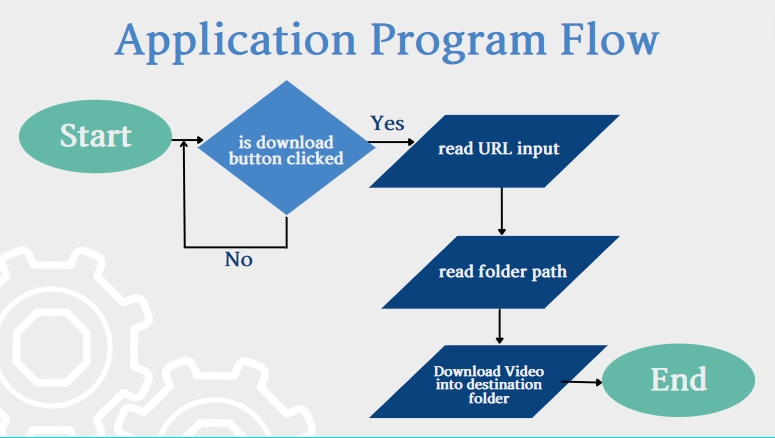 Application Program Flow
Start
is download
button clicked
Yes
No
read URL input
read folder path
Download Video
into destination
folder
End